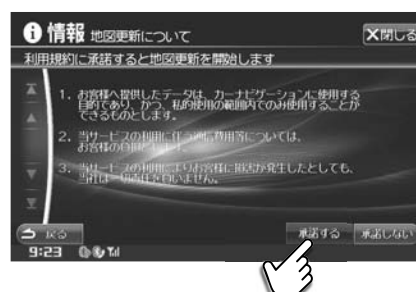 情報 地図更新について
✕閉じる
利用規約に承諾すると地図更新を開始します
1. お客様へ提供したデータは、カーナビゲーションに使用する
目的であり、かつ、私的使用の範囲内でのみ使用することが
できるものとします。
2. 当サービスの利用に伴う通信費用等については、
お客様の負担とします。
3. 当サービスの利用によりお客様に損害が発生したとしても、
当社は一切責任を負いません。
戻る
承諾する
承諾しない
9:23